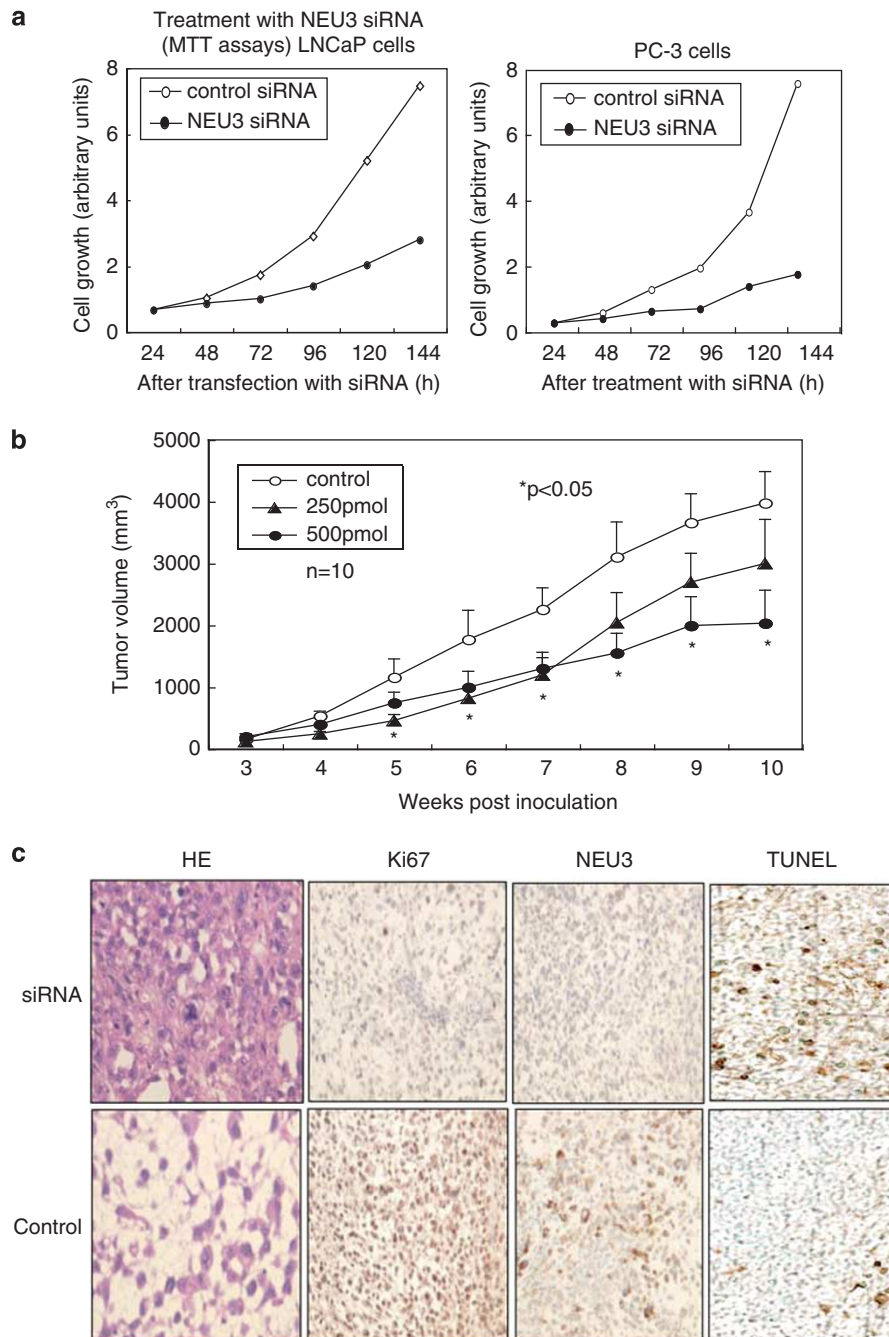 a
Treatment with NEU3 siRNA
(MTT assays) LNCaP cells
control siRNA
NEU3 siRNA
Cell growth (arbitrary units)
8
6
4
2
0
24 48 72 96 120 144
After transfection with siRNA (h)
PC-3 cells
control siRNA
NEU3 siRNA
Cell growth (arbitrary units)
8
6
4
2
0
24 48 72 96 120 144
After treatment with siRNA (h)
b
control
250pmol
500pmol
n=10
*p<0.05
Tumor volume (mm³)
5000
4000
3000
2000
1000
0
* * * * * *
3 4 5 6 7 8 9 10
Weeks post inoculation
c
HE Ki67 NEU3 TUNEL
siRNA
Control